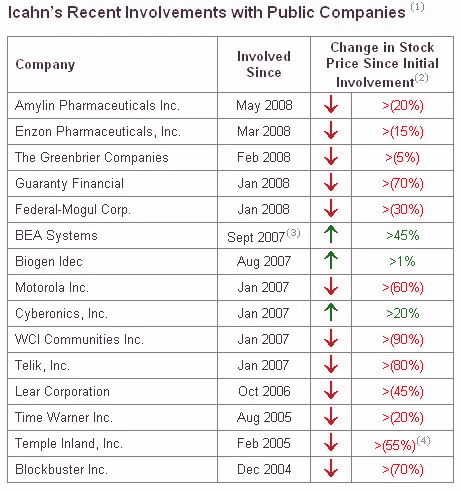 Icahn's Recent Involvements with Public Companies (1)
Company Involved Since Change in Stock Price Since Initial Involvement(2)
Amylin Pharmaceuticals Inc. May 2008 ↓ >(20%)
Enzon Pharmaceuticals, Inc. Mar 2008 ↓ >(15%)
The Greenbrier Companies Feb 2008 ↓ >(5%)
Guaranty Financial Jan 2008 ↓ >(70%)
Federal-Mogul Corp. Jan 2008 ↓ >(30%)
BEA Systems Sept 2007(3) ↑ >45%
Biogen Idec Aug 2007 ↑ >1%
Motorola Inc. Jan 2007 ↓ >(60%)
Cyberonics, Inc. Jan 2007 ↑ >20%
WCI Communities Inc. Jan 2007 ↓ >(90%)
Telik, Inc. Jan 2007 ↓ >(80%)
Lear Corporation Oct 2006 ↓ >(45%)
Time Warner Inc. Aug 2005 ↓ >(20%)
Temple Inland, Inc. Feb 2005 ↓ >(55%)(4)
Blockbuster Inc. Dec 2004 ↓ >(70%)